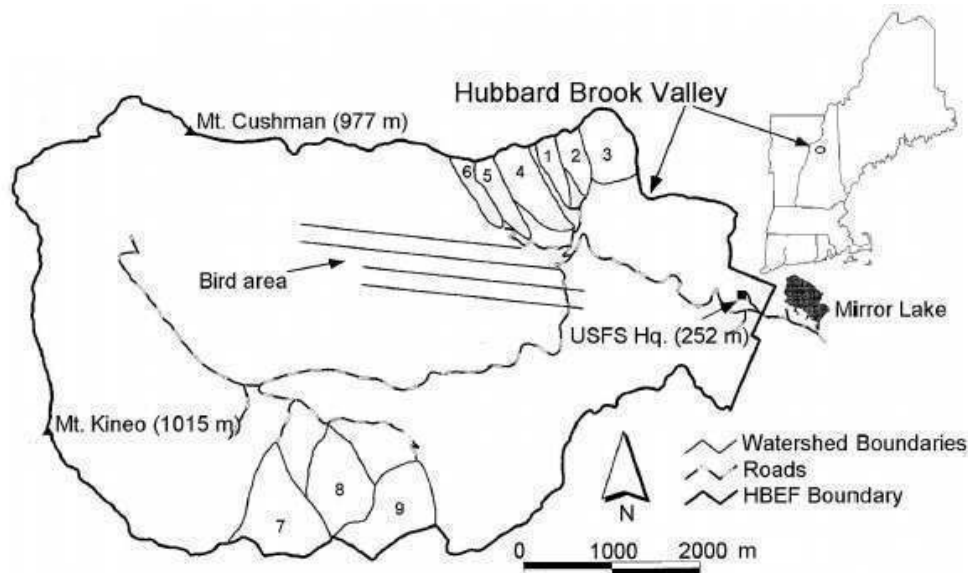 Hubbard Brook Valley
Mt. Cushman (977 m)
6
5
4
1
2
3
Bird area
Mirror Lake
USFS Hq. (252 m)
Mt. Kineo (1015 m)
7
8
9
N
Watershed Boundaries
Roads
HBEF Boundary
0 1000 2000 m